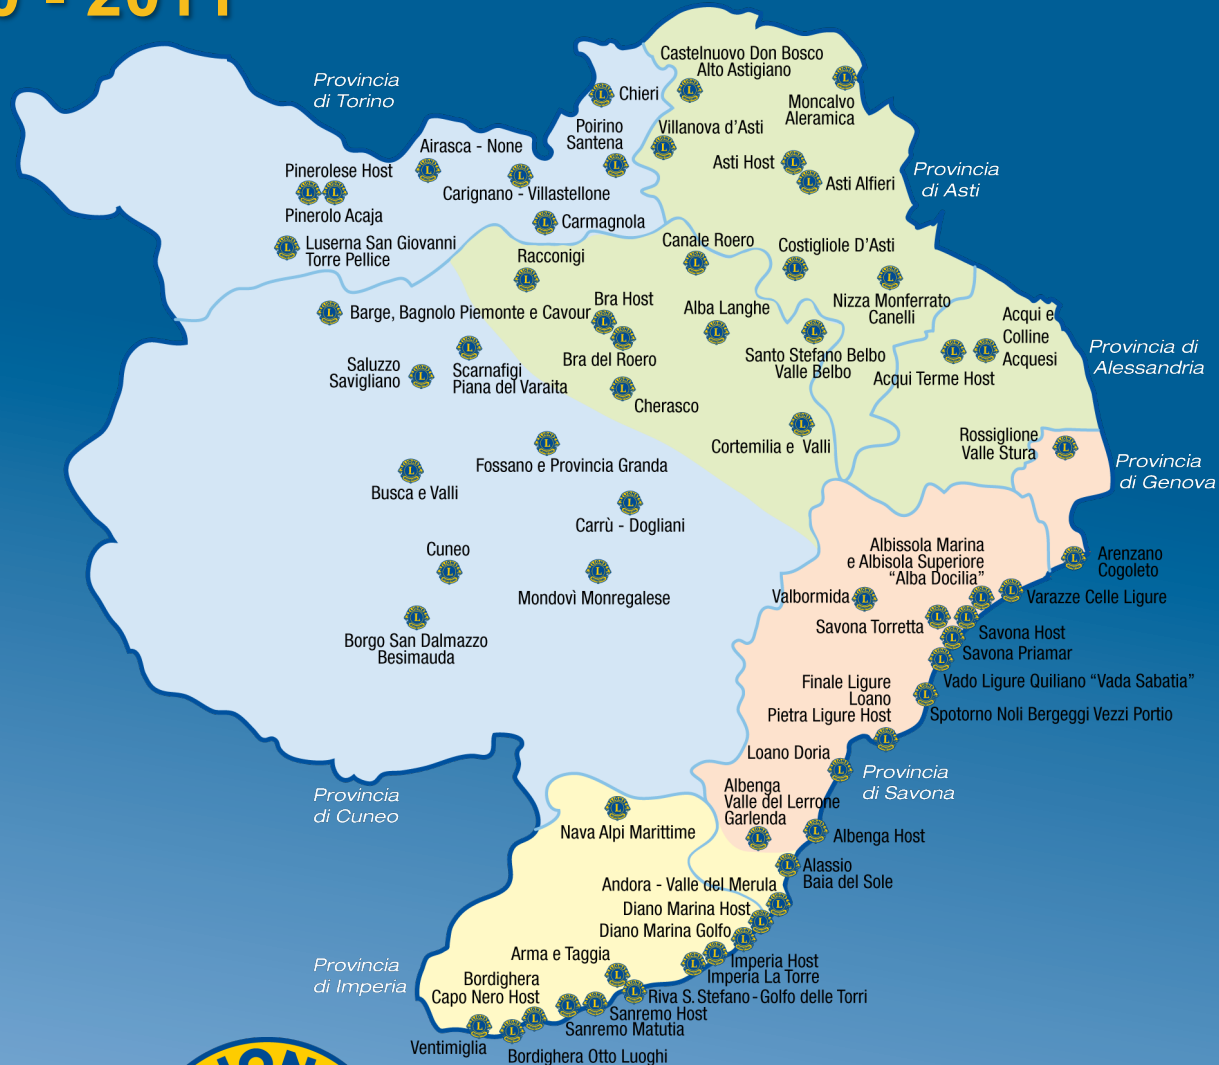 - 2011
Provincia
di Torino
Castelnuovo Don Bosco
Alto Astigiano
Chieri
Moncalvo
Aleramica
Poirino
Santena
Villanova d'Asti
Airasca - None
Asti Host
Asti Alfieri
Provincia
di Asti
Pinerolese Host
Carignano - Villastellone
Pinerolo Acaja
Carmagnola
Luserna San Giovanni
Torre Pellice
Canale Roero
Costigliole D'Asti
Racconigi
Barge, Bagnolo Piemonte e Cavour
Bra Host
Alba Langhe
Nizza Monferrato
Canelli
Acqui e
Colline
Acquesi
Bra del Roero
Santo Stefano Belbo
Valle Belbo
Acqui Terme Host
Provincia di
Alessandria
Saluzzo
Savigliano
Scarnafigi
Piana del Varaita
Cherasco
Cortemilia e Valli
Rossiglione
Valle Stura
Provincia
di Genova
Fossano e Provincia Granda
Busca e Valli
Carrù - Dogliani
Cuneo
Mondovì Monregalese
Borgo San Dalmazzo
Besimauda
Albissola Marina
e Albisola Superiore
“Alba Docilia”
Arenzano
Cogoleto
Valbormida
Varazze Celle Ligure
Savona Torretta
Savona Host
Savona Priamar
Finale Ligure
Loano
Pietra Ligure Host
Vado Ligure Quiliano “Vada Sabatia”
Spotorno Noli Bergeggi Vezzi Portio
Loano Doria
Provincia
di Savona
Provincia
di Cuneo
Albenga
Valle del Lerrone
Garlenda
Nava Alpi Marittime
Albenga Host
Alassio
Baia del Sole
Andora - Valle del Merula
Diano Marina Host
Diano Marina Golfo
Arma e Taggia
Imperia Host
Imperia La Torre
Provincia
di Imperia
Bordighera
Capo Nero Host
Riva S. Stefano - Golfo delle Torri
Sanremo Host
Sanremo Matutia
Ventimiglia
Bordighera Otto Luoghi
ION